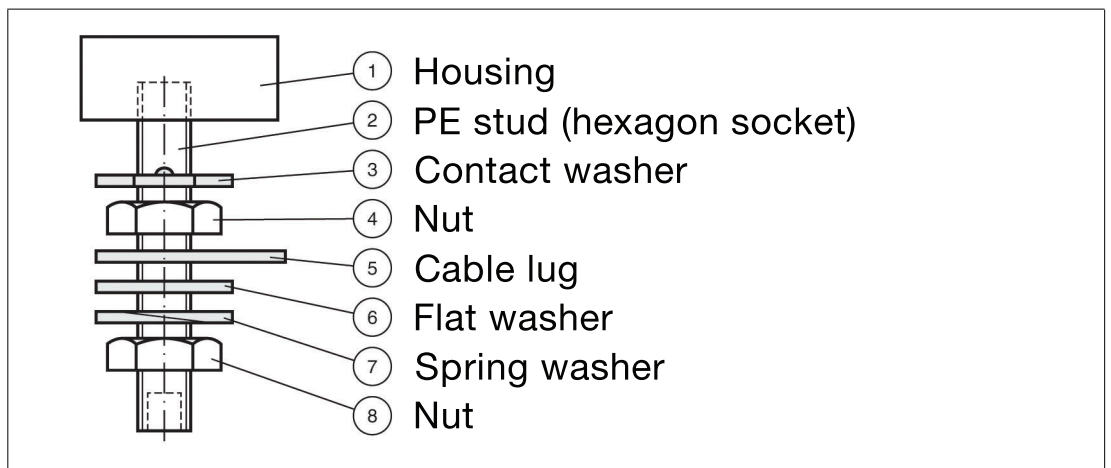 1 Housing
2 PE stud (hexagon socket)
3 Contact washer
4 Nut
5 Cable lug
6 Flat washer
7 Spring washer
8 Nut